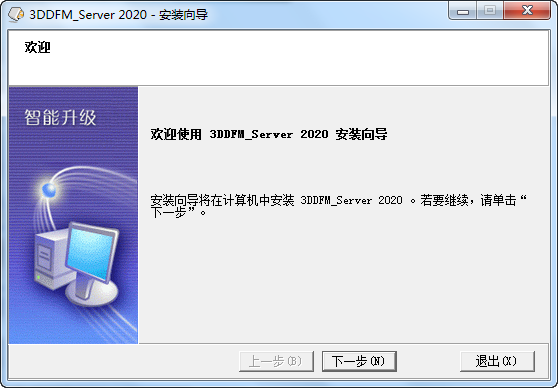 3DDFM_Server 2020 - 安装向导
欢迎
智能升级
欢迎使用 3DDFM_Server 2020 安装向导
安装向导将在计算机中安装 3DDFM_Server 2020 。若要继续，请单击“
下一步”。
上一步(B)
下一步(N)
退出(X)